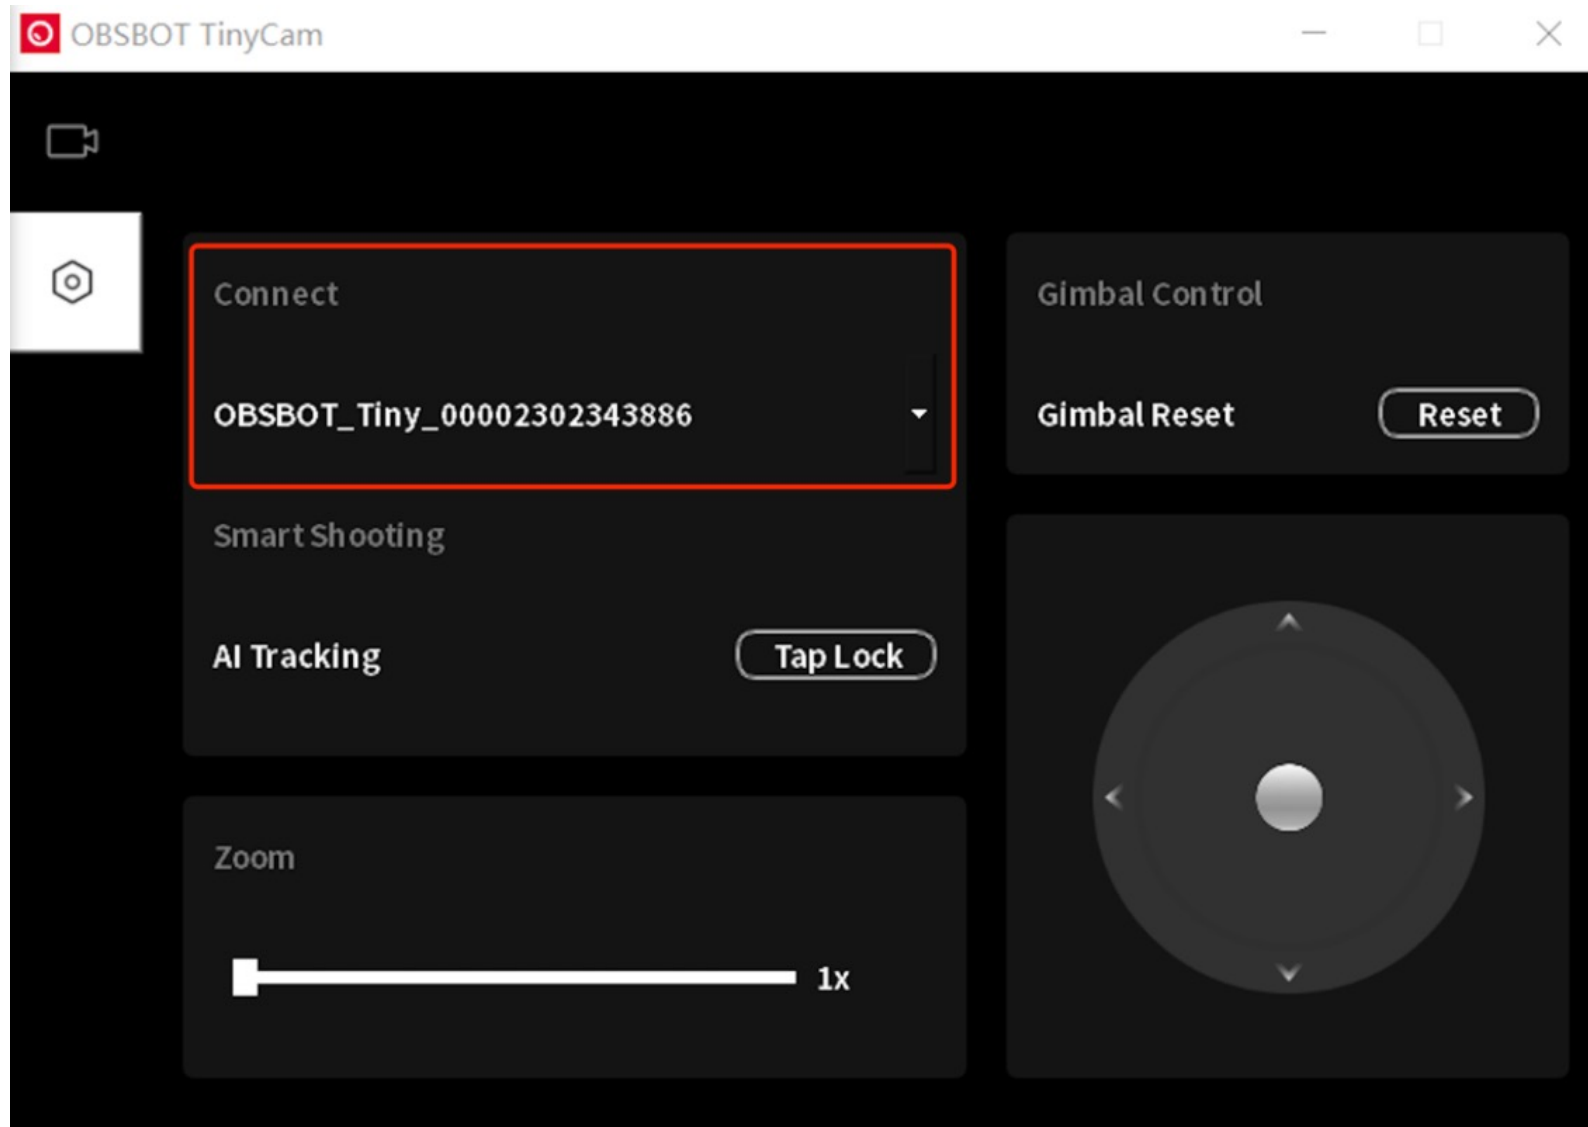 OBSBOT TinyCam
Connect
OBSBOT_Tiny_00002302343886
Smart Shooting
AI Tracking
Tap Lock
Zoom
1x
Gimbal Control
Gimbal Reset
Reset